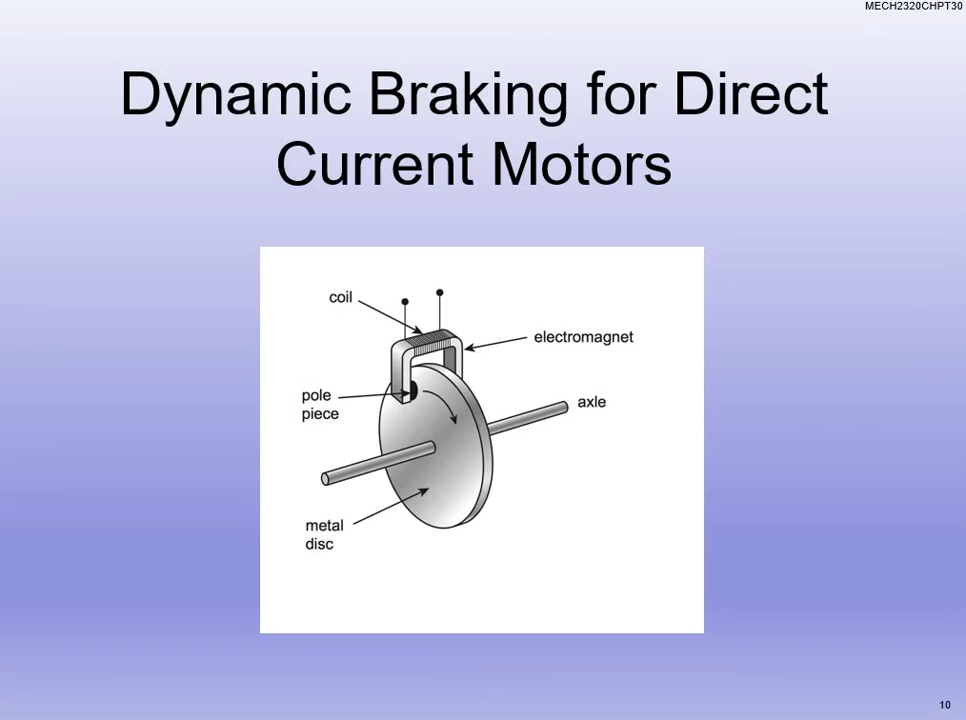 MECH2320CHPT30
Dynamic Braking for Direct
Current Motors
coil
electromagnet
pole
piece
axle
metal
disc
10